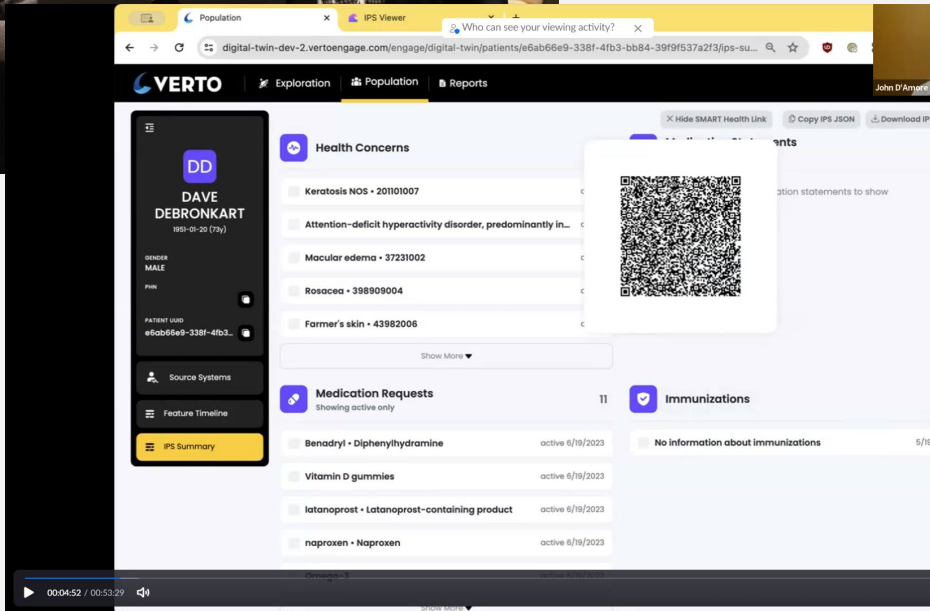 Population
IPS Viewer
Who can see your viewing activity?
digital-twin-dev-2.vertoengage.com/engage/digital-twin/patients/e6ab66e9-338f-4fb3-bb84-39f9f537a2f3/ips-su...
John D'Amore
VERTO
Exploration
Population
Reports
Hide SMART Health Link
Copy IPS JSON
Download IP
DD
DAVE
DEBRONKART
1951-01-20 (73y)
GENDER
MALE
PHN
PATIENT UUID
e6ab66e9-338f-4fb3...
Source Systems
Feature Timeline
IPS Summary
Health Concerns
Keratosis NOS • 201101007
Attention-deficit hyperactivity disorder, predominantly in...
Macular edema • 37231002
Rosacea • 398909004
Farmer's skin • 43982006
Show More
ents
ation statements to show
Medication Requests
Showing active only
11
Benadryl • Diphenylhydramine
active 6/19/2023
Vitamin D gummies
active 6/19/2023
latanoprost • Latanoprost-containing product
active 6/19/2023
naproxen • Naproxen
active 6/19/2023
Omega-3
Show More
Immunizations
No information about immunizations
5/19
00:04:52 / 00:53:29